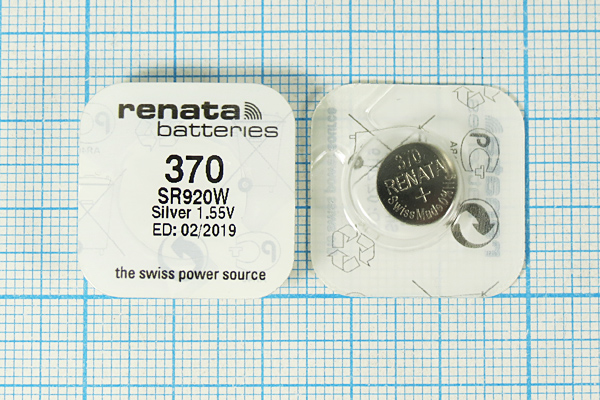 renata
batteries
370
SR920W
Silver 1.55V
ED: 02/2019
the swiss power source
370
RENATA
+
Swiss Made